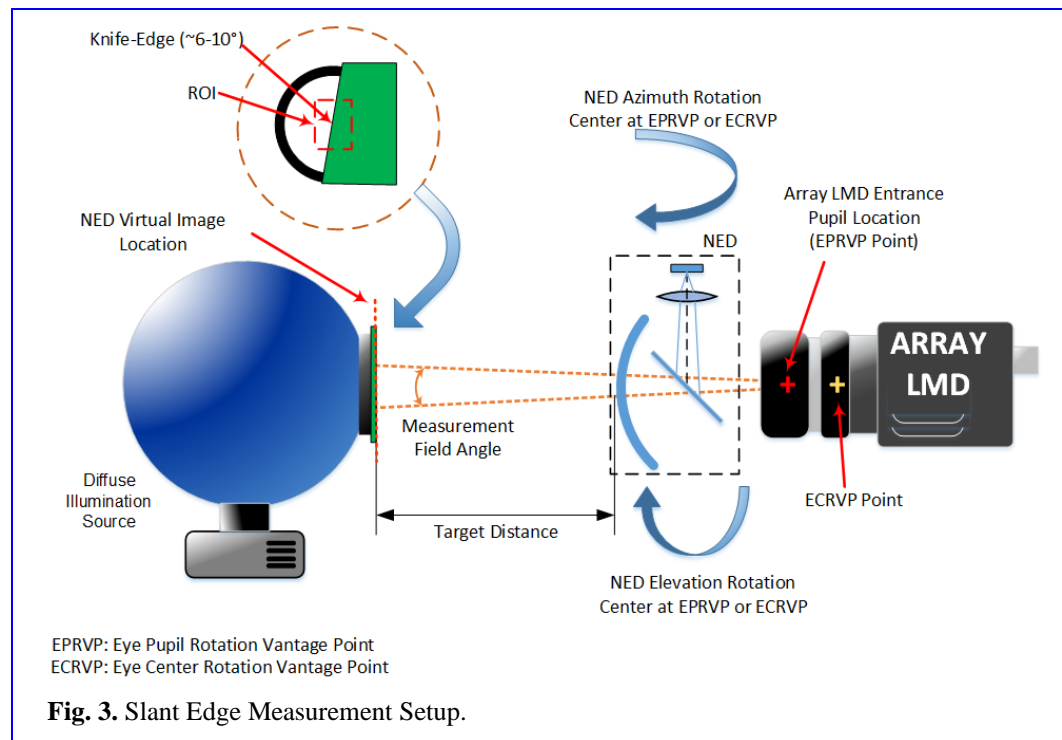 Knife-Edge (~6-10°)
ROI
NED Azimuth Rotation
Center at EPRVP or ECRVP
NED Virtual Image
Location
Array LMD Entrance
Pupil Location
(EPRVP Point)
NED
ARRAY
LMD
Measurement
Field Angle
Diffuse
Illumination
Source
ECRVP Point
Target Distance
NED Elevation Rotation
Center at EPRVP or ECRVP
EPRVP: Eye Pupil Rotation Vantage Point
ECRVP: Eye Center Rotation Vantage Point
Fig. 3. Slant Edge Measurement Setup.